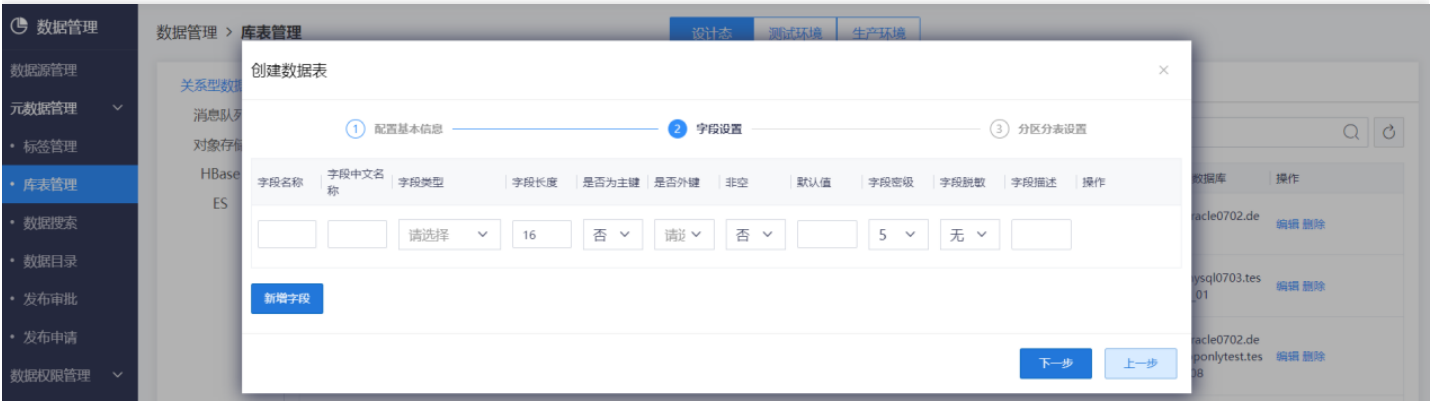 数据管理
数据管理 > 库表管理
设计态 测试环境 生产环境
数据源管理
元数据管理
• 标签管理
• 库表管理
• 数据搜索
• 数据目录
• 发布审批
• 发布申请
数据权限管理
关系型数据
消息队列
对象存储
HBase
ES
创建数据表
1 配置基本信息 2 字段设置 3 分区分表设置
字段名称 字段中文名称 字段类型 字段长度 是否为主键 是否外键 非空 默认值 字段密级 字段脱敏 字段描述 操作
请选择 16 否 请选 否 5 无
新增字段
下一步 上一步
数据库 操作
racle0702.de
编辑 删除
ysql0703.tes
_01
编辑 删除
racle0702.de
ponlytest.tes
08
编辑 删除